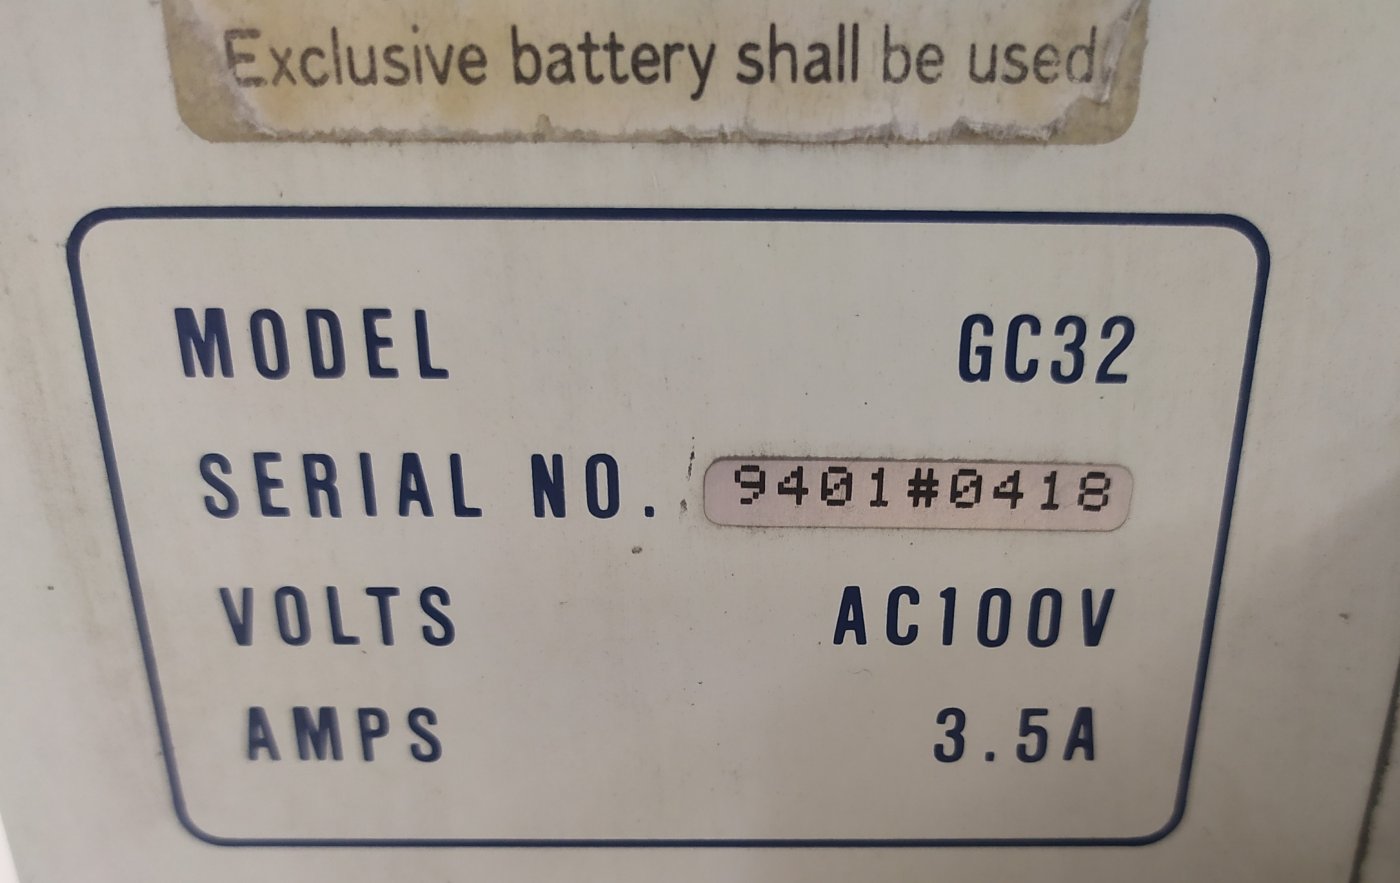 Exclusive battery shall be used.
MODEL GC32
SERIAL NO. 9401#0418
VOLTS AC100V
AMPS 3.5A